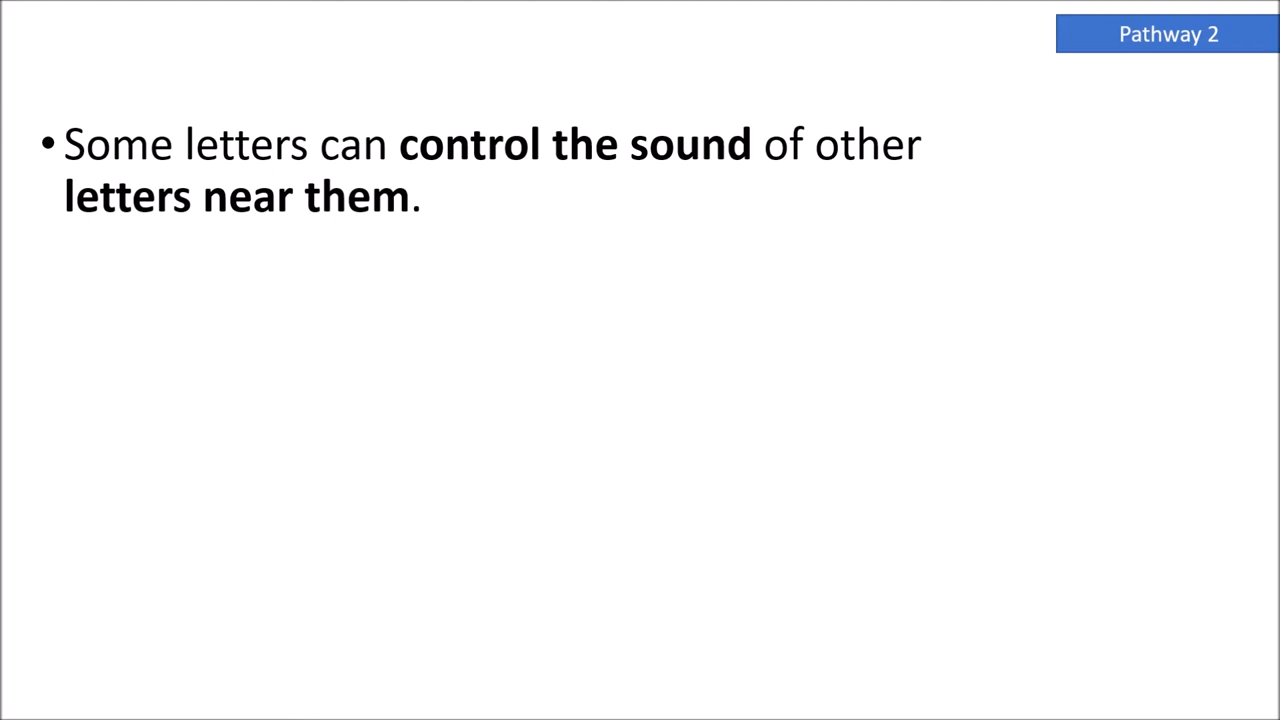 Pathway 2
• Some letters can control the sound of other
letters near them.